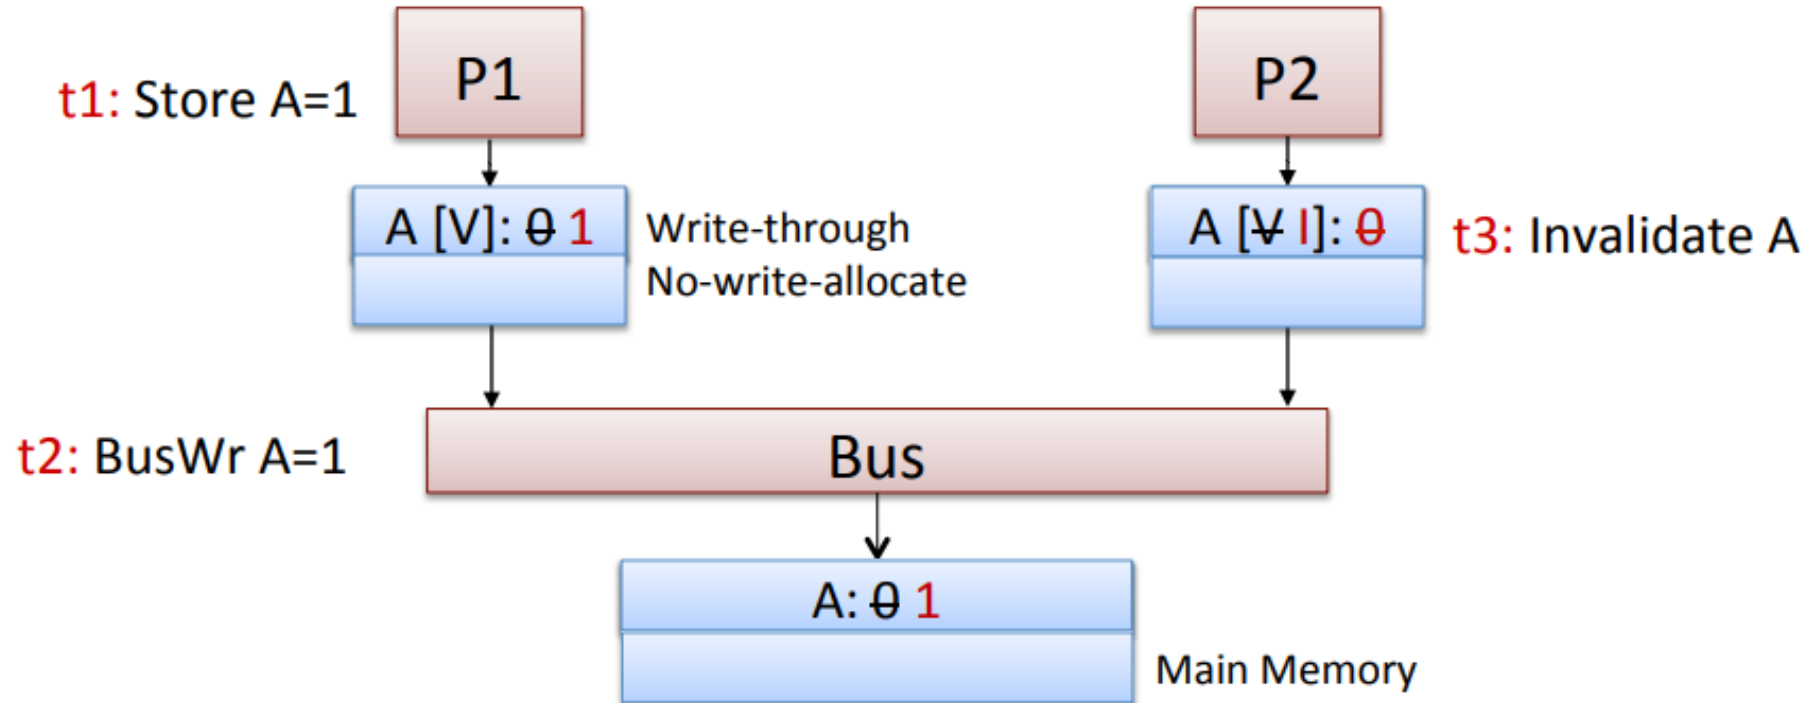 P1
P2
t1: Store A=1
A [V]: 0 1
Write-through
No-write-allocate
A [V I]: 0
t3: Invalidate A
t2: BusWr A=1
Bus
A: 0 1
Main Memory